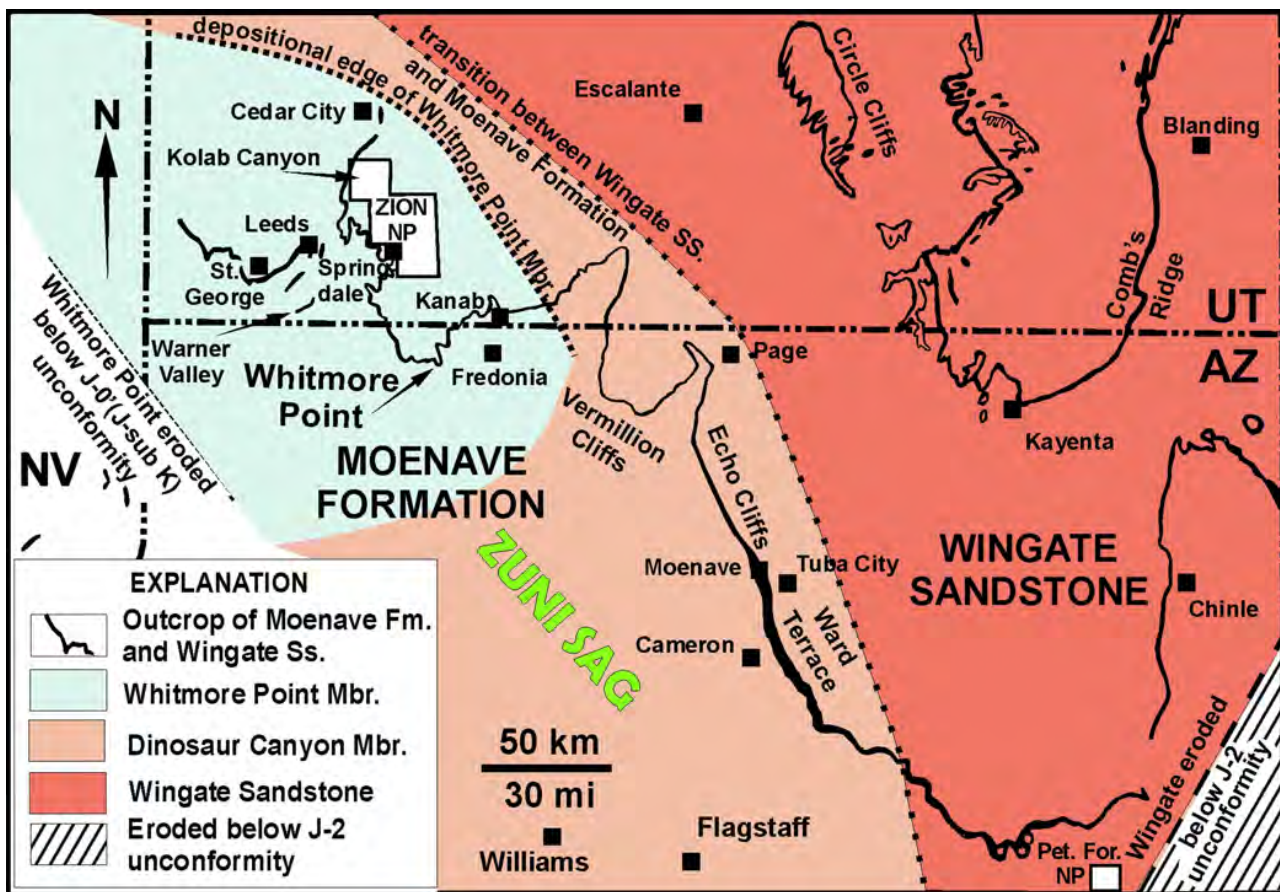 depositional edge of Whitmore Point Mbr.
transition between Wingate SS.
and Moenave Formation
Circle Cliffs
Escalante
N
Cedar City
Blanding
Kolab Canyon
ZION
NP
Leeds
St.
George
Spring
dale
Comb's
Ridge
Kanab
UT
AZ
Whitmore Point eroded
below J-0'(J-sub K)
unconformity
Warner
Valley
Whitmore
Point
Fredonia
Page
Vermillion
Cliffs
Kayenta
Echo Cliffs
NV
MOENAVE
FORMATION
ZUNI SAG
WINGATE
SANDSTONE
Moenave
Tuba City
Chinle
Ward
Terrace
Cameron
50 km
30 mi
Williams
Flagstaff
Pet. For.
NP
Wingate eroded
below J-2
unconformity
EXPLANATION
Outcrop of Moenave Fm.
and Wingate Ss.
Whitmore Point Mbr.
Dinosaur Canyon Mbr.
Wingate Sandstone
Eroded below J-2
unconformity